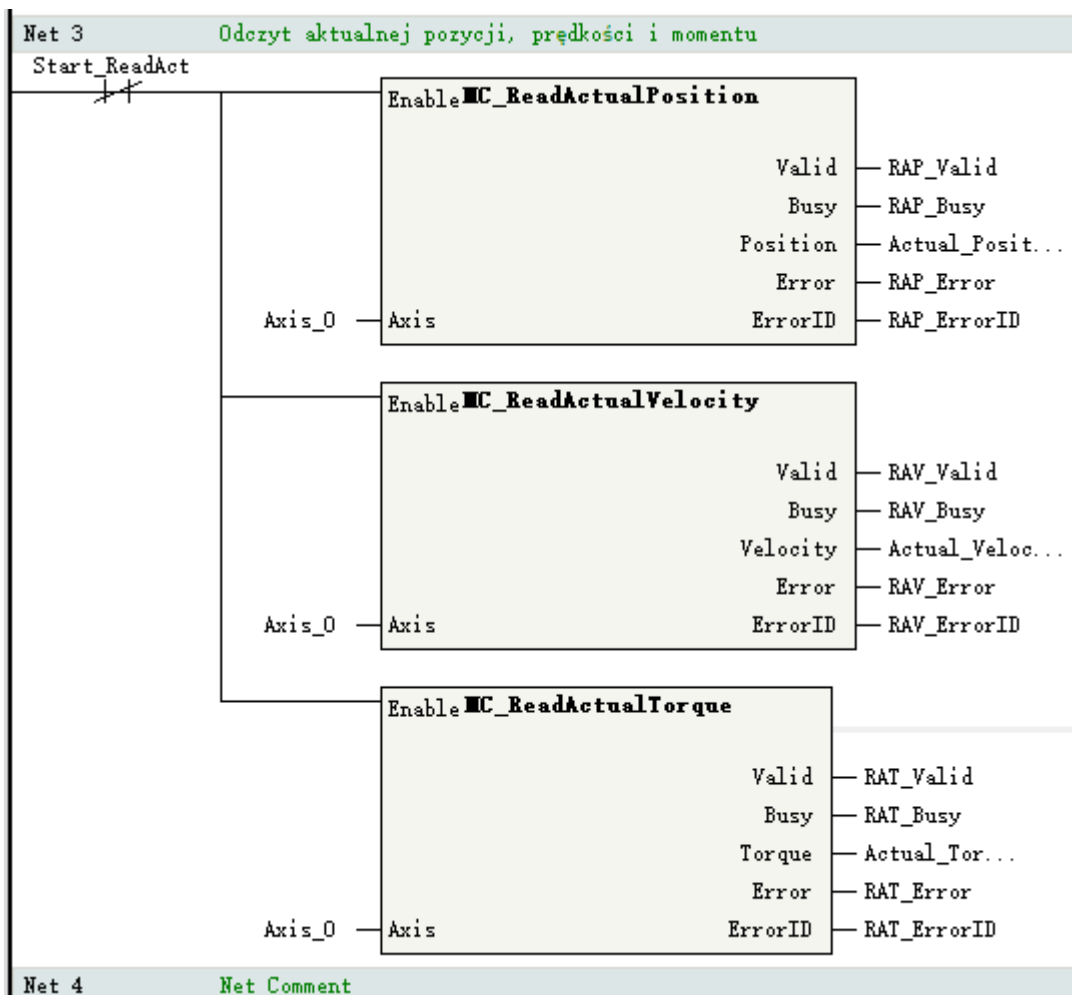 Net 3 Odczyt aktualnej pozycji, prędkości i momentu
Start_ReadAct
Enable MC_ReadActualPosition
Valid RAP_Valid
Busy RAP_Busy
Position Actual_Posit...
Error RAP_Error
Axis_0 Axis ErrorID RAP_ErrorID
Enable MC_ReadActualVelocity
Valid RAV_Valid
Busy RAV_Busy
Velocity Actual_Veloc...
Error RAV_Error
Axis_0 Axis ErrorID RAV_ErrorID
Enable MC_ReadActualTorque
Valid RAT_Valid
Busy RAT_Busy
Torque Actual_Tor...
Error RAT_Error
Axis_0 Axis ErrorID RAT_ErrorID
Net 4 Net Comment